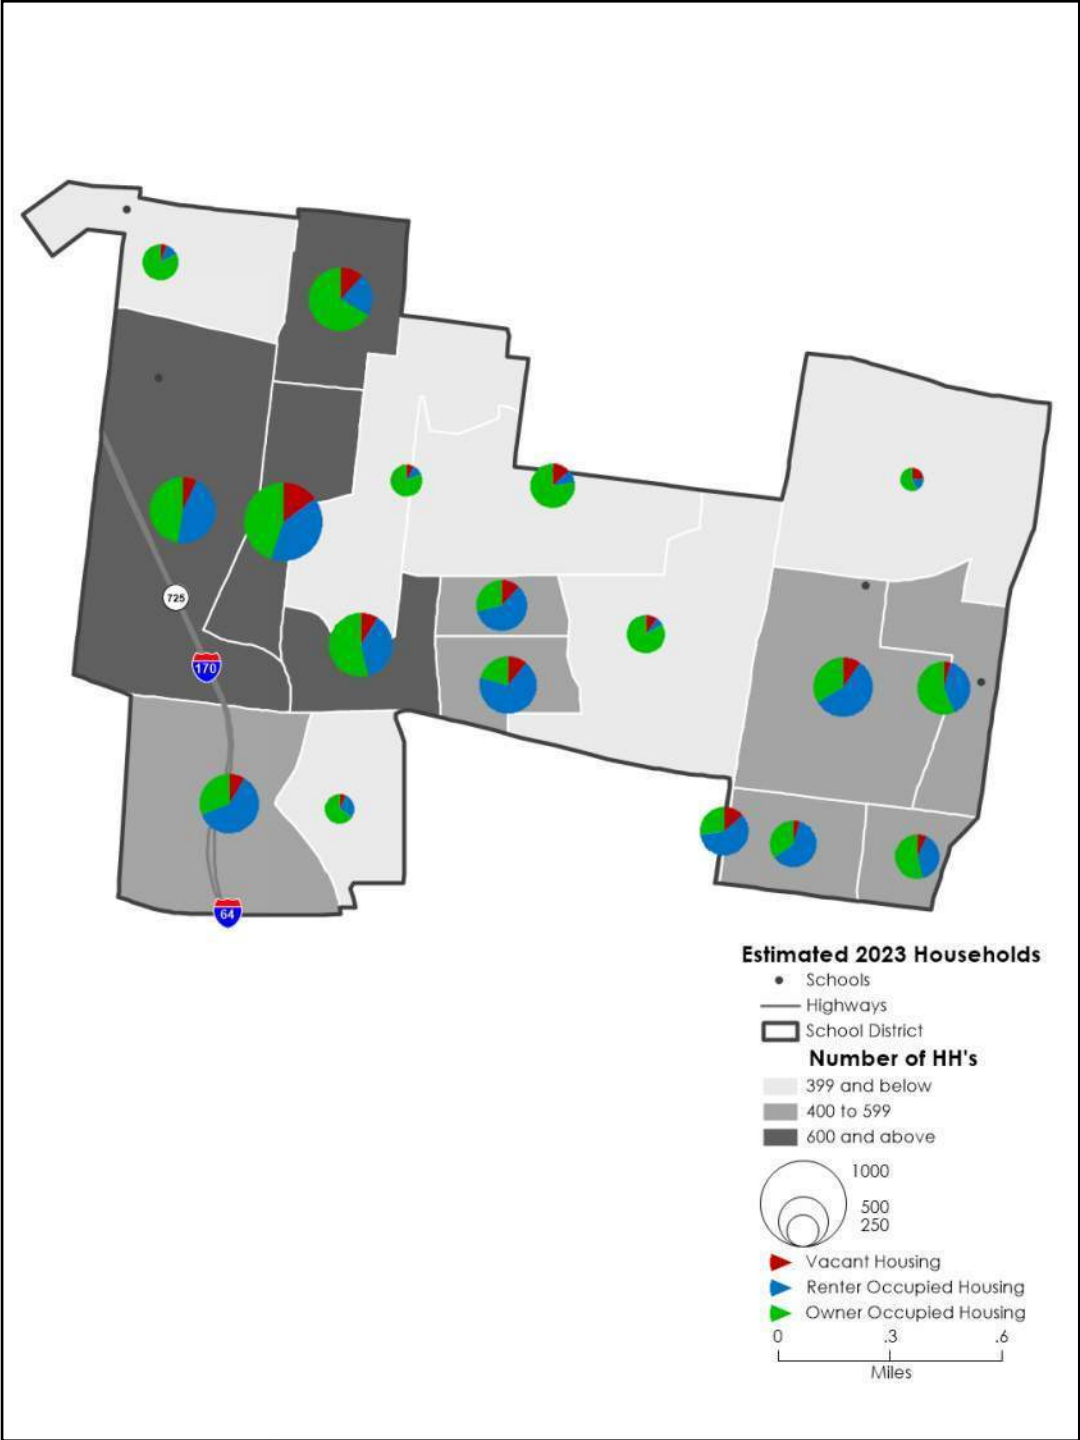 725
170
64
Estimated 2023 Households
Schools
Highways
School District
Number of HH's
399 and below
400 to 599
600 and above
1000
500
250
Vacant Housing
Renter Occupied Housing
Owner Occupied Housing
0 .3 .6
Miles